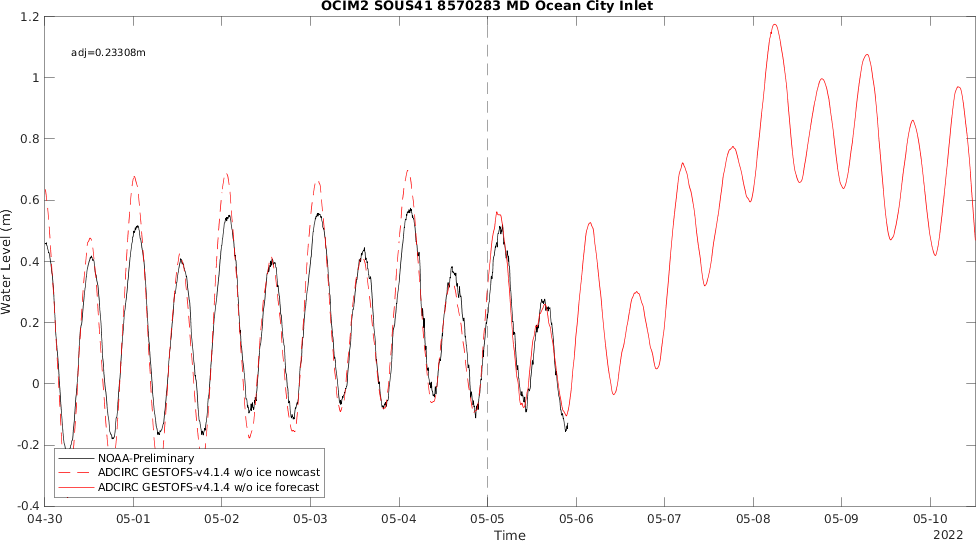 OCIM2 SOUS41 8570283 MD Ocean City Inlet
1.2
adj=0.23308m
1
0.8
0.6
0.4
0.2
0
-0.2
-0.4
Water Level (m)
NOAA-Preliminary
ADCIRC GESTOFS-v4.1.4 w/o ice nowcast
ADCIRC GESTOFS-v4.1.4 w/o ice forecast
04-30 05-01 05-02 05-03 05-04 05-05 05-06 05-07 05-08 05-09 05-10
Time 2022